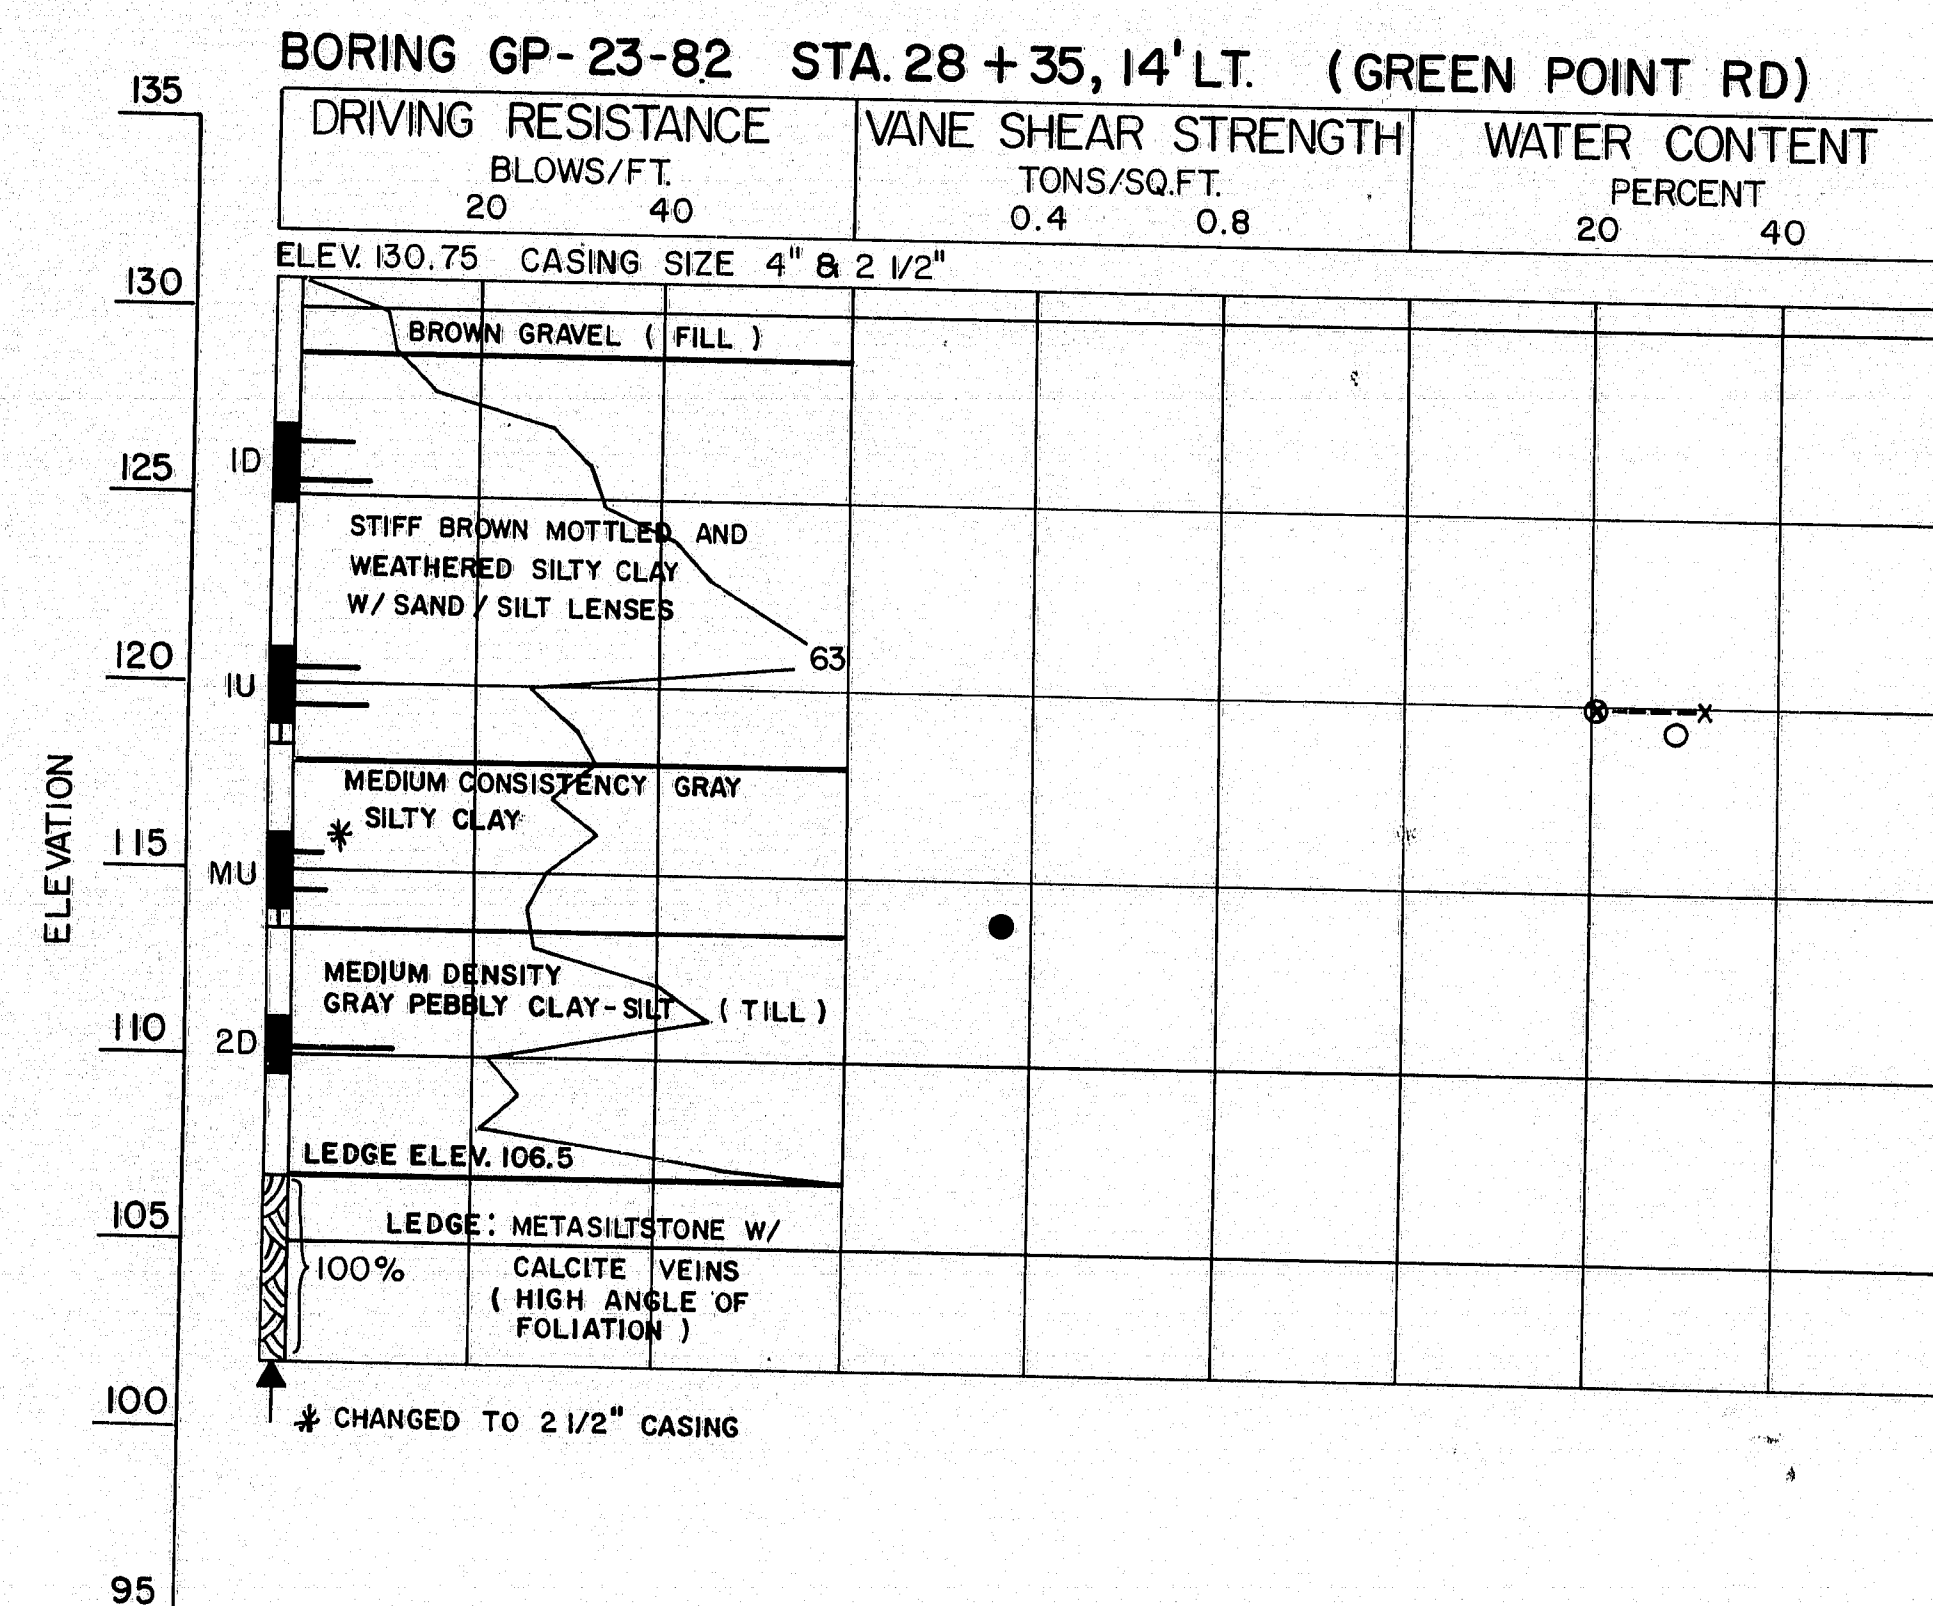 BORING GP-23-82 STA. 28 + 35, 14' LT. (GREEN POINT RD)
135
DRIVING RESISTANCE
BLOWS/FT.
20 40
VANE SHEAR STRENGTH
TONS/SQ.FT.
0.4 0.8
WATER CONTENT
PERCENT
20 40
ELEV. 130.75 CASING SIZE 4" & 2 1/2"
130
BROWN GRAVEL ( FILL )
125
1D
STIFF BROWN MOTTLED AND
WEATHERED SILTY CLAY
W/ SAND / SILT LENSES
120
63
1U
ELEVATION
MEDIUM CONSISTENCY GRAY
* SILTY CLAY
115
MU
MEDIUM DENSITY
GRAY PEBBLY CLAY-SILT ( TILL )
110
2D
LEDGE ELEV. 106.5
105
LEDGE: METASILTSTONE W/
100% CALCITE VEINS
( HIGH ANGLE OF
FOLIATION )
100
* CHANGED TO 2 1/2" CASING
95